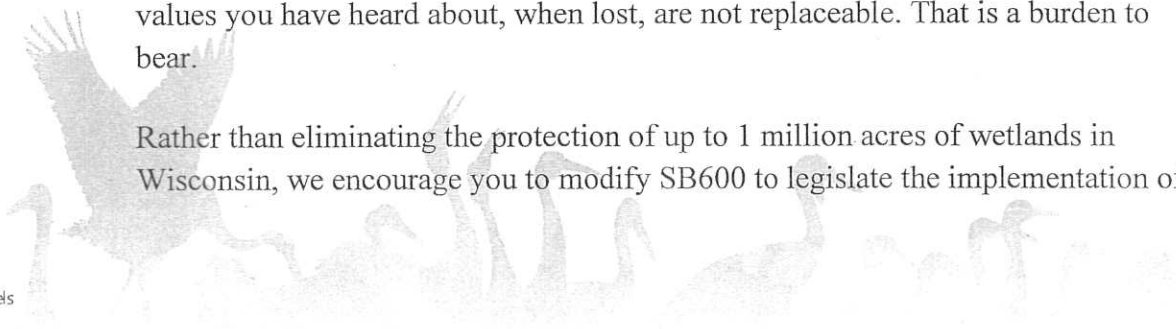 values you have heard about, when lost, are not replaceable. That is a burden to
bear.
Rather than eliminating the protection of up to 1 million acres of wetlands in
Wisconsin, we encourage you to modify SB600 to legislate the implementation